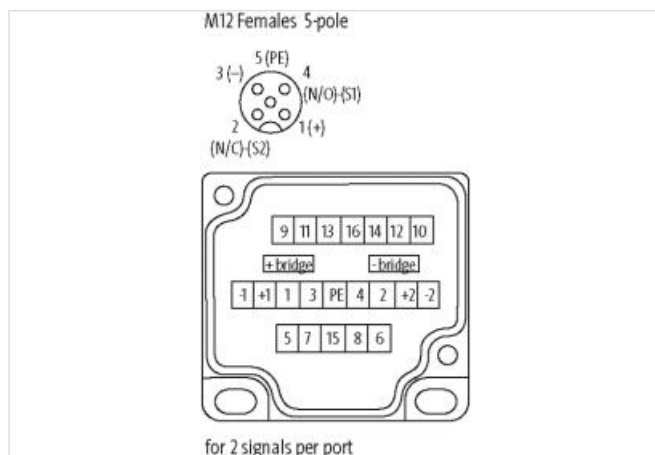 M12 Females 5-pole
5 (PE)
3 (–) 4
(N/O)-(S1)
2 1 (+)
(N/C)-(S2)
9 11 13 16 14 12 10
+ bridge - bridge
-1 +1 1 3 PE 4 2 +2 -2
5 7 15 8 6
for 2 signals per port